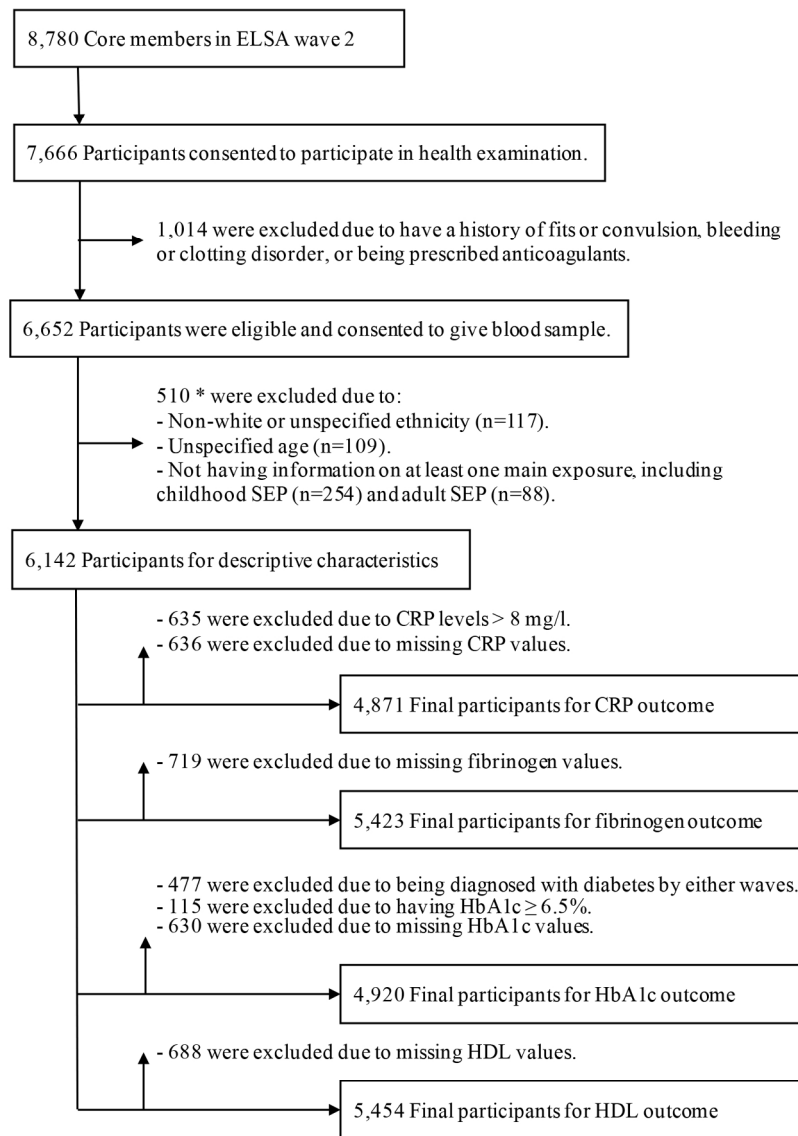 8,780 Core members in ELSA wave 2
7,666 Participants consented to participate in health examination.
1,014 were excluded due to have a history of fits or convulsion, bleeding
or clotting disorder, or being prescribed anticoagulants.
6,652 Participants were eligible and consented to give blood sample.
510 * were excluded due to:
- Non-white or unspecified ethnicity (n=117).
- Unspecified age (n=109).
- Not having information on at least one main exposure, including
childhood SEP (n=254) and adult SEP (n=88).
6,142 Participants for descriptive characteristics
- 635 were excluded due to CRP levels > 8 mg/l.
- 636 were excluded due to missing CRP values.
4,871 Final participants for CRP outcome
- 719 were excluded due to missing fibrinogen values.
5,423 Final participants for fibrinogen outcome
- 477 were excluded due to being diagnosed with diabetes by either waves.
- 115 were excluded due to having HbA1c ≥ 6.5%.
- 630 were excluded due to missing HbA1c values.
4,920 Final participants for HbA1c outcome
- 688 were excluded due to missing HDL values.
5,454 Final participants for HDL outcome